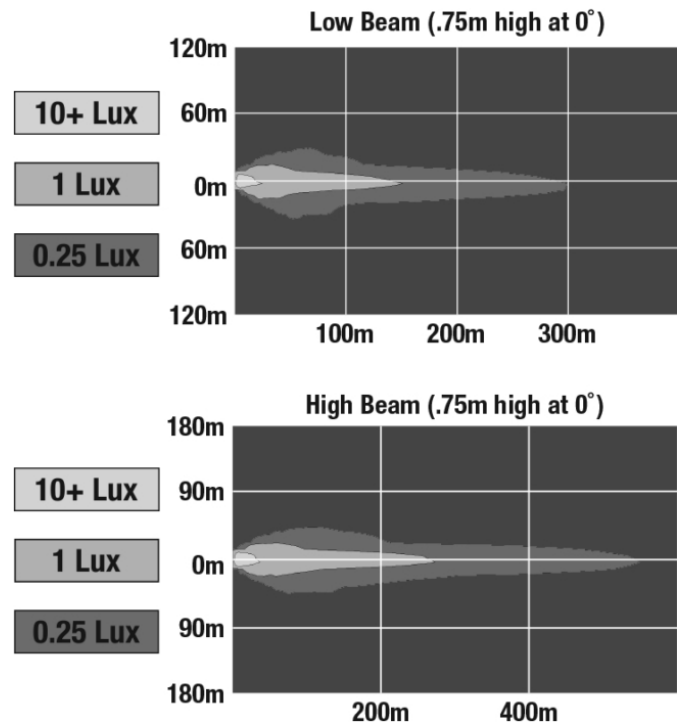 Low Beam (.75m high at 0˚)
120m
10+ Lux
60m
1 Lux
0m
0.25 Lux
60m
120m
100m 200m 300m
High Beam (.75m high at 0˚)
180m
10+ Lux
90m
1 Lux
0m
0.25 Lux
90m
180m
200m 400m